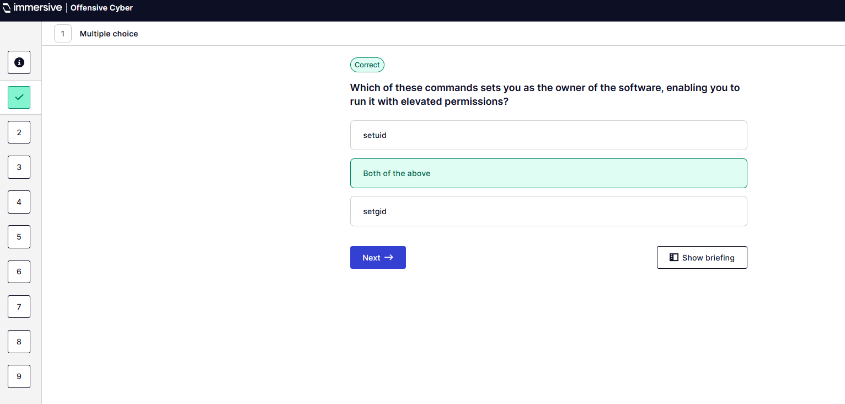 immersive | Offensive Cyber
1 Multiple choice
Correct
Which of these commands sets you as the owner of the software, enabling you to
run it with elevated permissions?
setuid
Both of the above
setgid
Next →
Show briefing
2
3
4
5
6
7
8
9